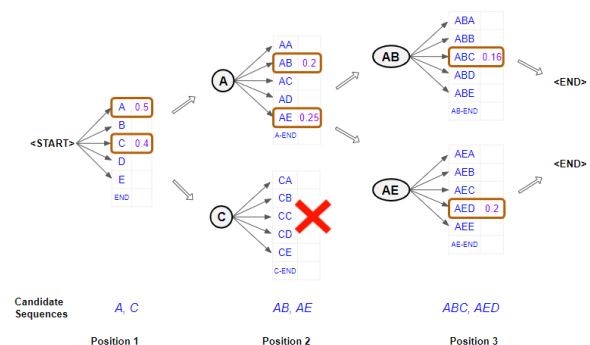 <START>
A 0.5
B
C 0.4
D
E
END
A
AA
AB 0.2
AC
AD
AE 0.25
A-END
C
CA
CB
CC
CD
CE
C-END
AB
ABA
ABB
ABC 0.16
ABD
ABE
AB-END
<END>
AE
AEA
AEB
AEC
AED 0.2
AEE
AE-END
<END>
Candidate
Sequences
A, C
AB, AE
ABC, AED
Position 1
Position 2
Position 3